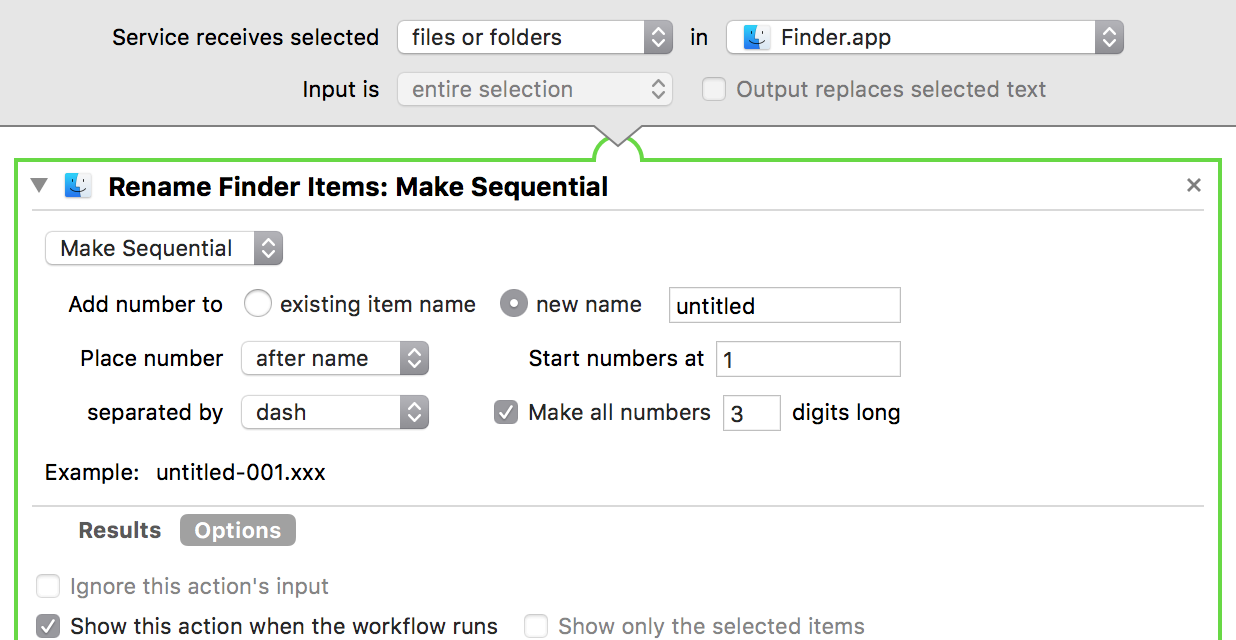 Service receives selected files or folders in Finder.app
Input is entire selection Output replaces selected text
Rename Finder Items: Make Sequential
Make Sequential
Add number to existing item name new name untitled
Place number after name Start numbers at 1
separated by dash Make all numbers 3 digits long
Example: untitled-001.xxx
Results Options
Ignore this action's input
Show this action when the workflow runs Show only the selected items